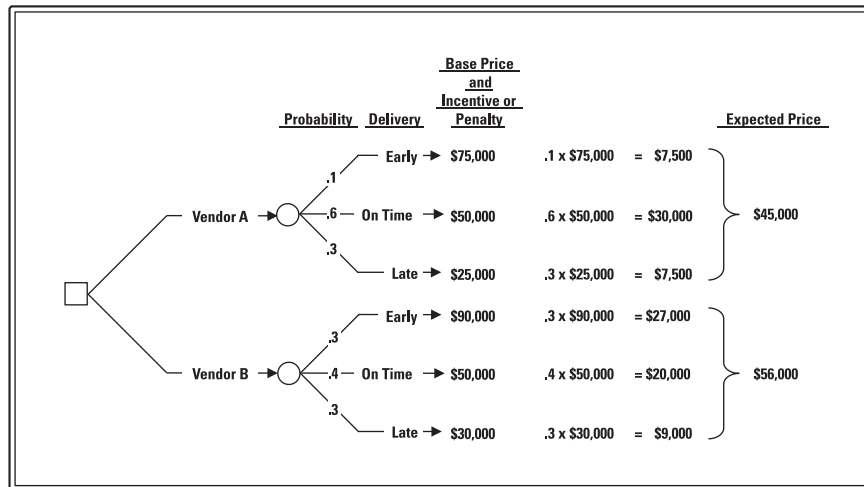 Base Price
and
Incentive or
Probability Delivery Penalty Expected Price
Early $75,000 .1 x $75,000 = $7,500
.1
Vendor A .6 On Time $50,000 .6 x $50,000 = $30,000 $45,000
.3
Late $25,000 .3 x $25,000 = $7,500
Early $90,000 .3 x $90,000 = $27,000
.3
Vendor B .4 On Time $50,000 .4 x $50,000 = $20,000 $56,000
.3
Late $30,000 .3 x $30,000 = $9,000